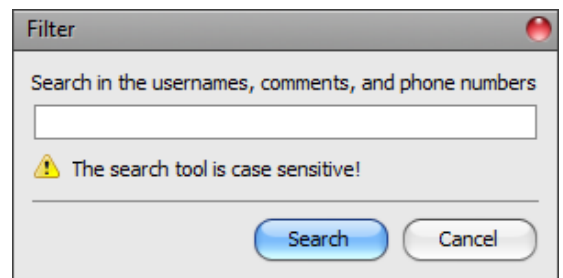 Filter
Search in the usernames, comments, and phone numbers
The search tool is case sensitive!
Search
Cancel